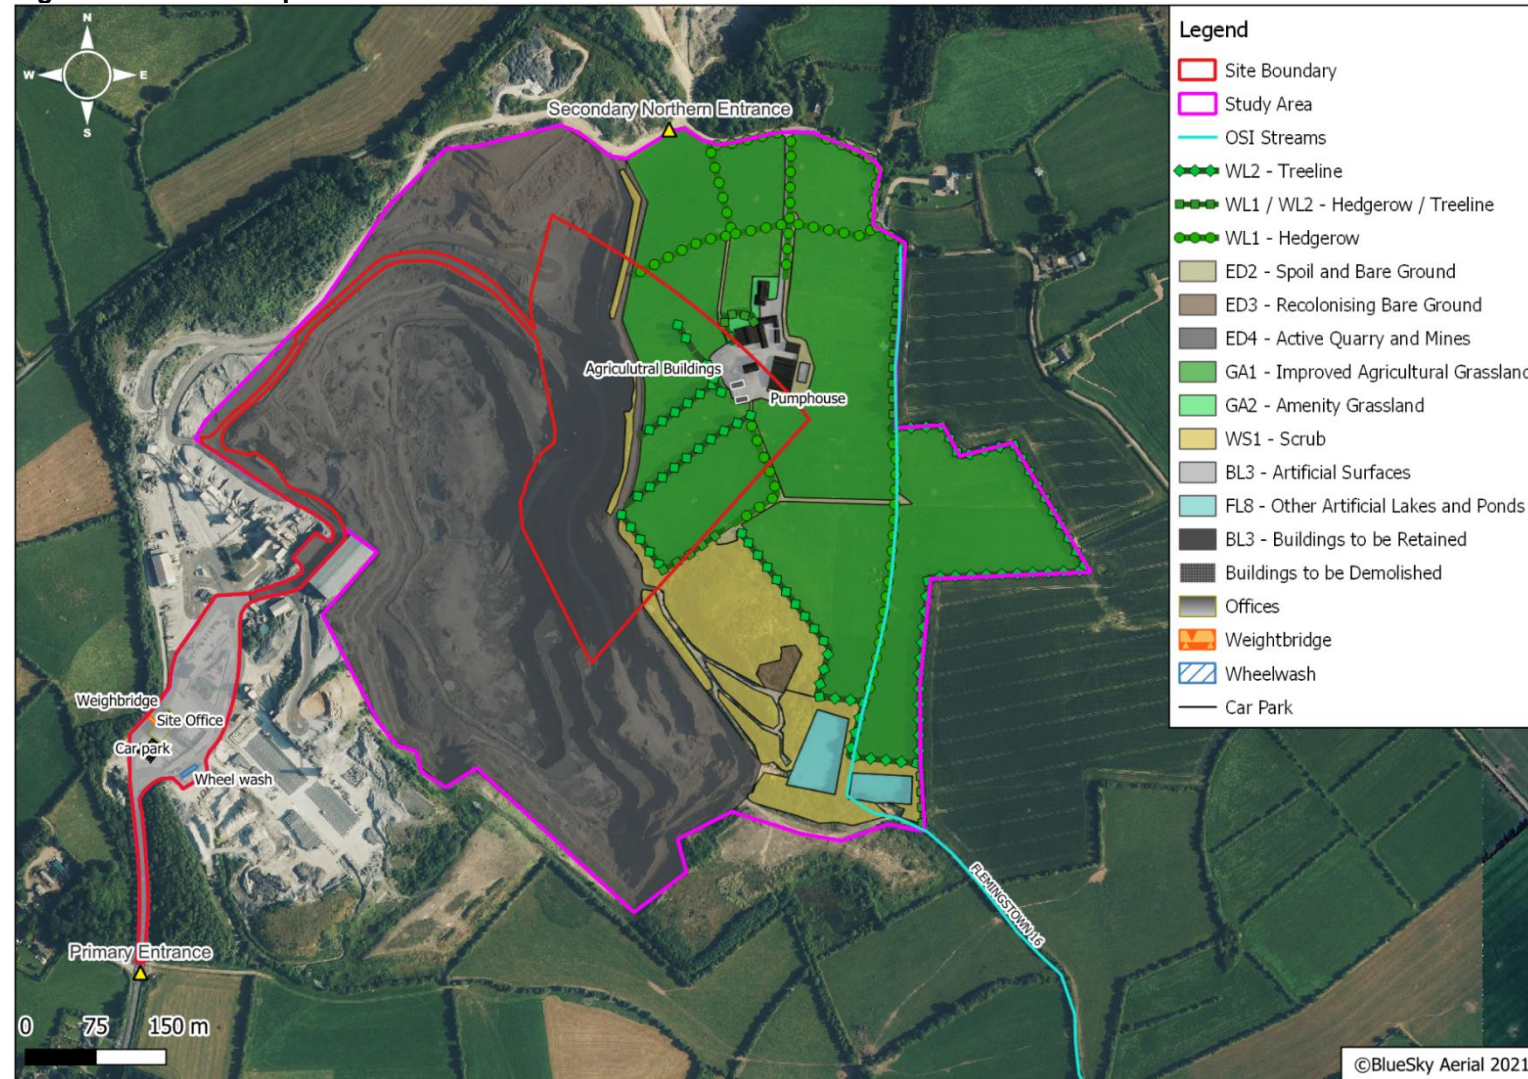 N
W
E
S
Secondary Northern Entrance
Agriculutral Buildings
Pumphouse
Weighbridge
Site Office
Car park
Wheel wash
Primary Entrance
FLEMINGSTOWN 16
0 75 150 m
Legend
Site Boundary
Study Area
OSI Streams
WL2 - Treeline
WL1 / WL2 - Hedgerow / Treeline
WL1 - Hedgerow
ED2 - Spoil and Bare Ground
ED3 - Recolonising Bare Ground
ED4 - Active Quarry and Mines
GA1 - Improved Agricultural Grassland
GA2 - Amenity Grassland
WS1 - Scrub
BL3 - Artificial Surfaces
FL8 - Other Artificial Lakes and Ponds
BL3 - Buildings to be Retained
Buildings to be Demolished
Offices
Weightbridge
Wheelwash
Car Park
©BlueSky Aerial 2021